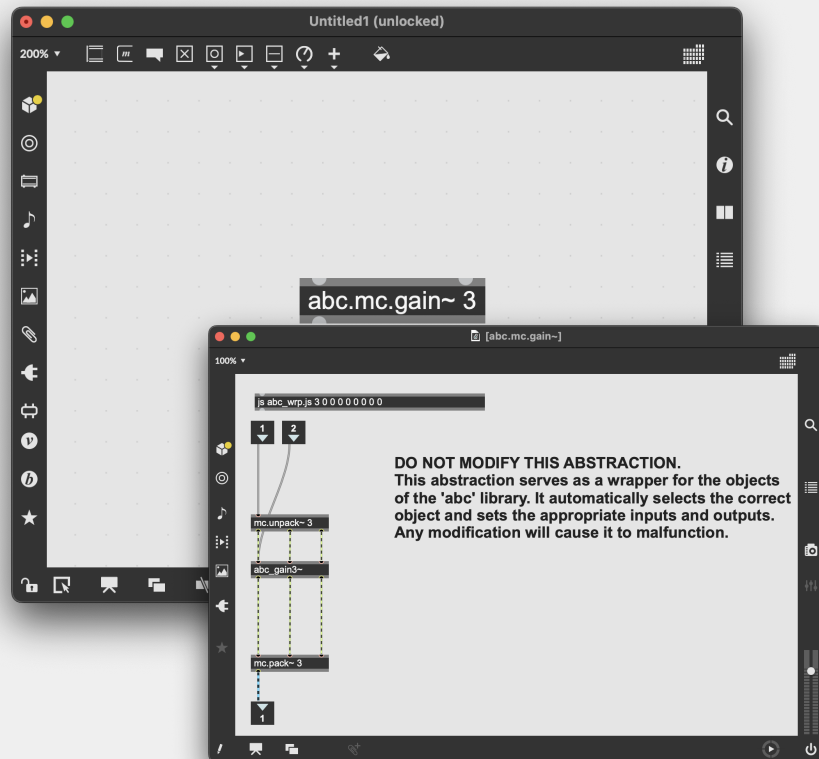 Untitled1 (unlocked)
200%
m
abc.mc.gain~ 3
[abc.mc.gain~]
100%
js abc_wrp.js 3 0 0 0 0 0 0 0 0
1 2
DO NOT MODIFY THIS ABSTRACTION.
This abstraction serves as a wrapper for the objects
of the 'abc' library. It automatically selects the correct
object and sets the appropriate inputs and outputs.
Any modification will cause it to malfunction.
mc.unpack~ 3
abc_gain3~
mc.pack~ 3
1
v
b